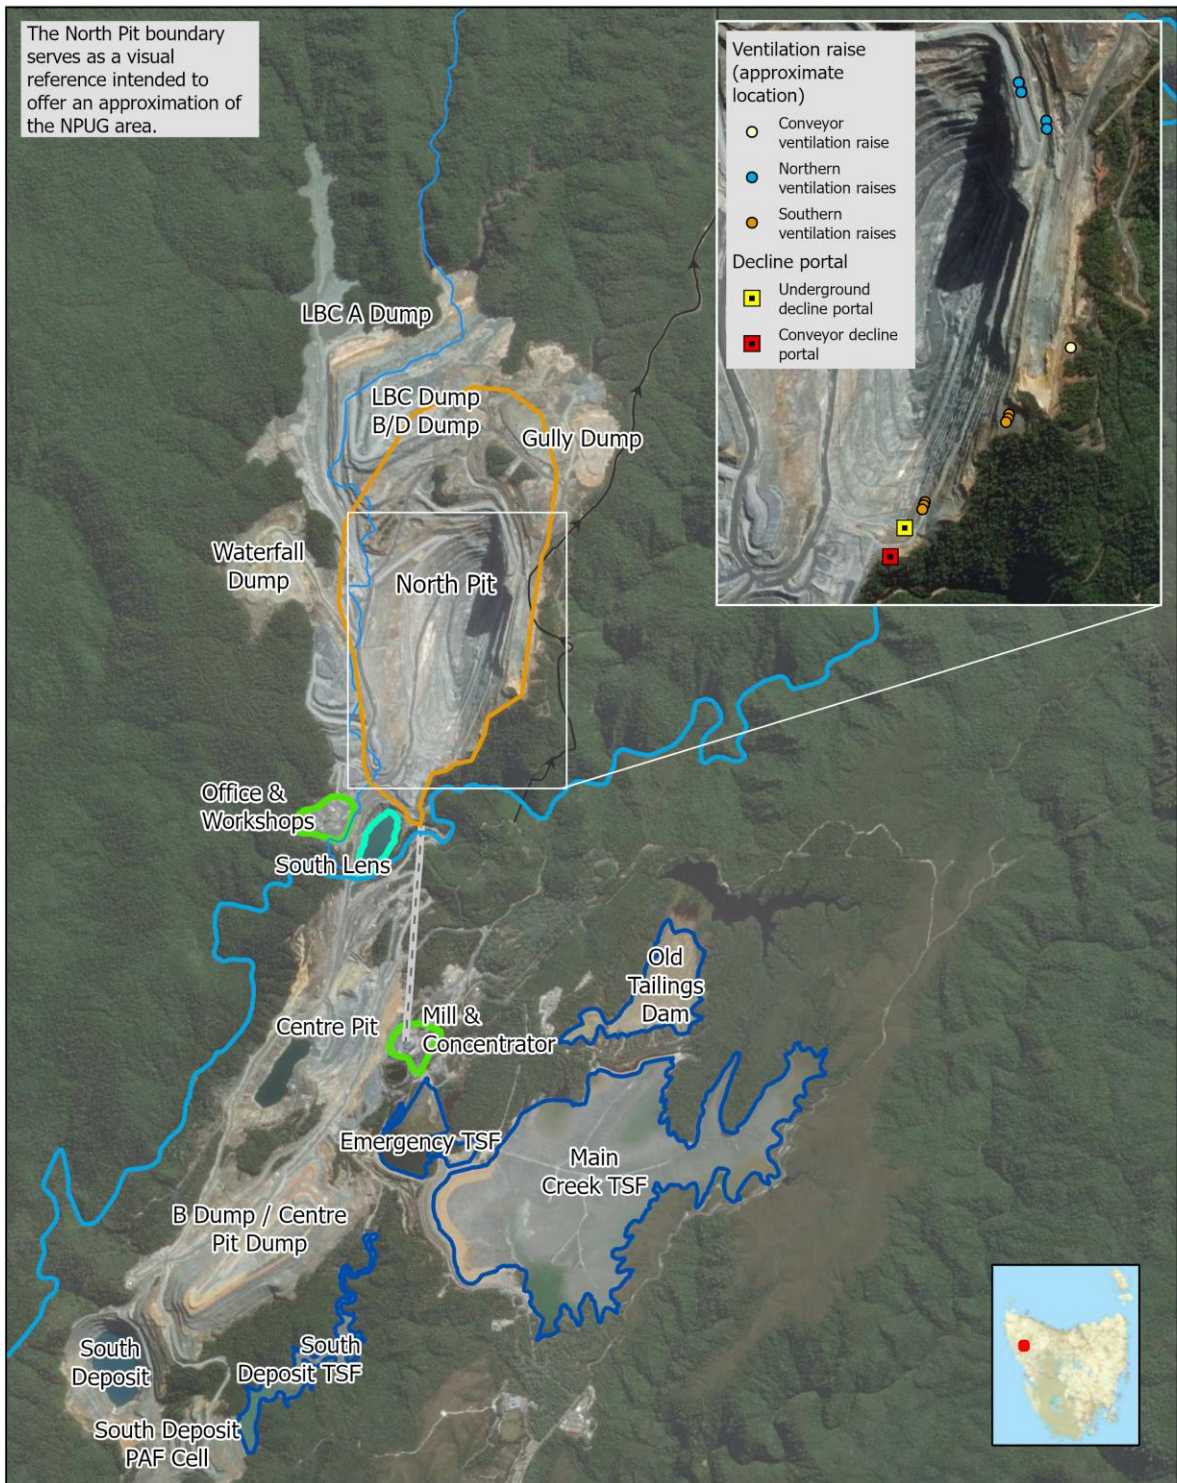 The North Pit boundary
serves as a visual
reference intended to
offer an approximation of
the NPUG area.
Ventilation raise
(approximate
location)
Conveyor
ventilation raise
Northern
ventilation raises
Southern
ventilation raises
Decline portal
Underground
decline portal
Conveyor decline
portal
LBC A Dump
LBC Dump
B/D Dump
Gully Dump
Waterfall
Dump
North Pit
Office &
Workshops
South Lens
Old
Tailings
Dam
Centre Pit
Mill &
Concentrator
Emergency TSF
Main
Creek TSF
B Dump / Centre
Pit Dump
South
Deposit
South
Deposit TSF
South Deposit
PAF Cell